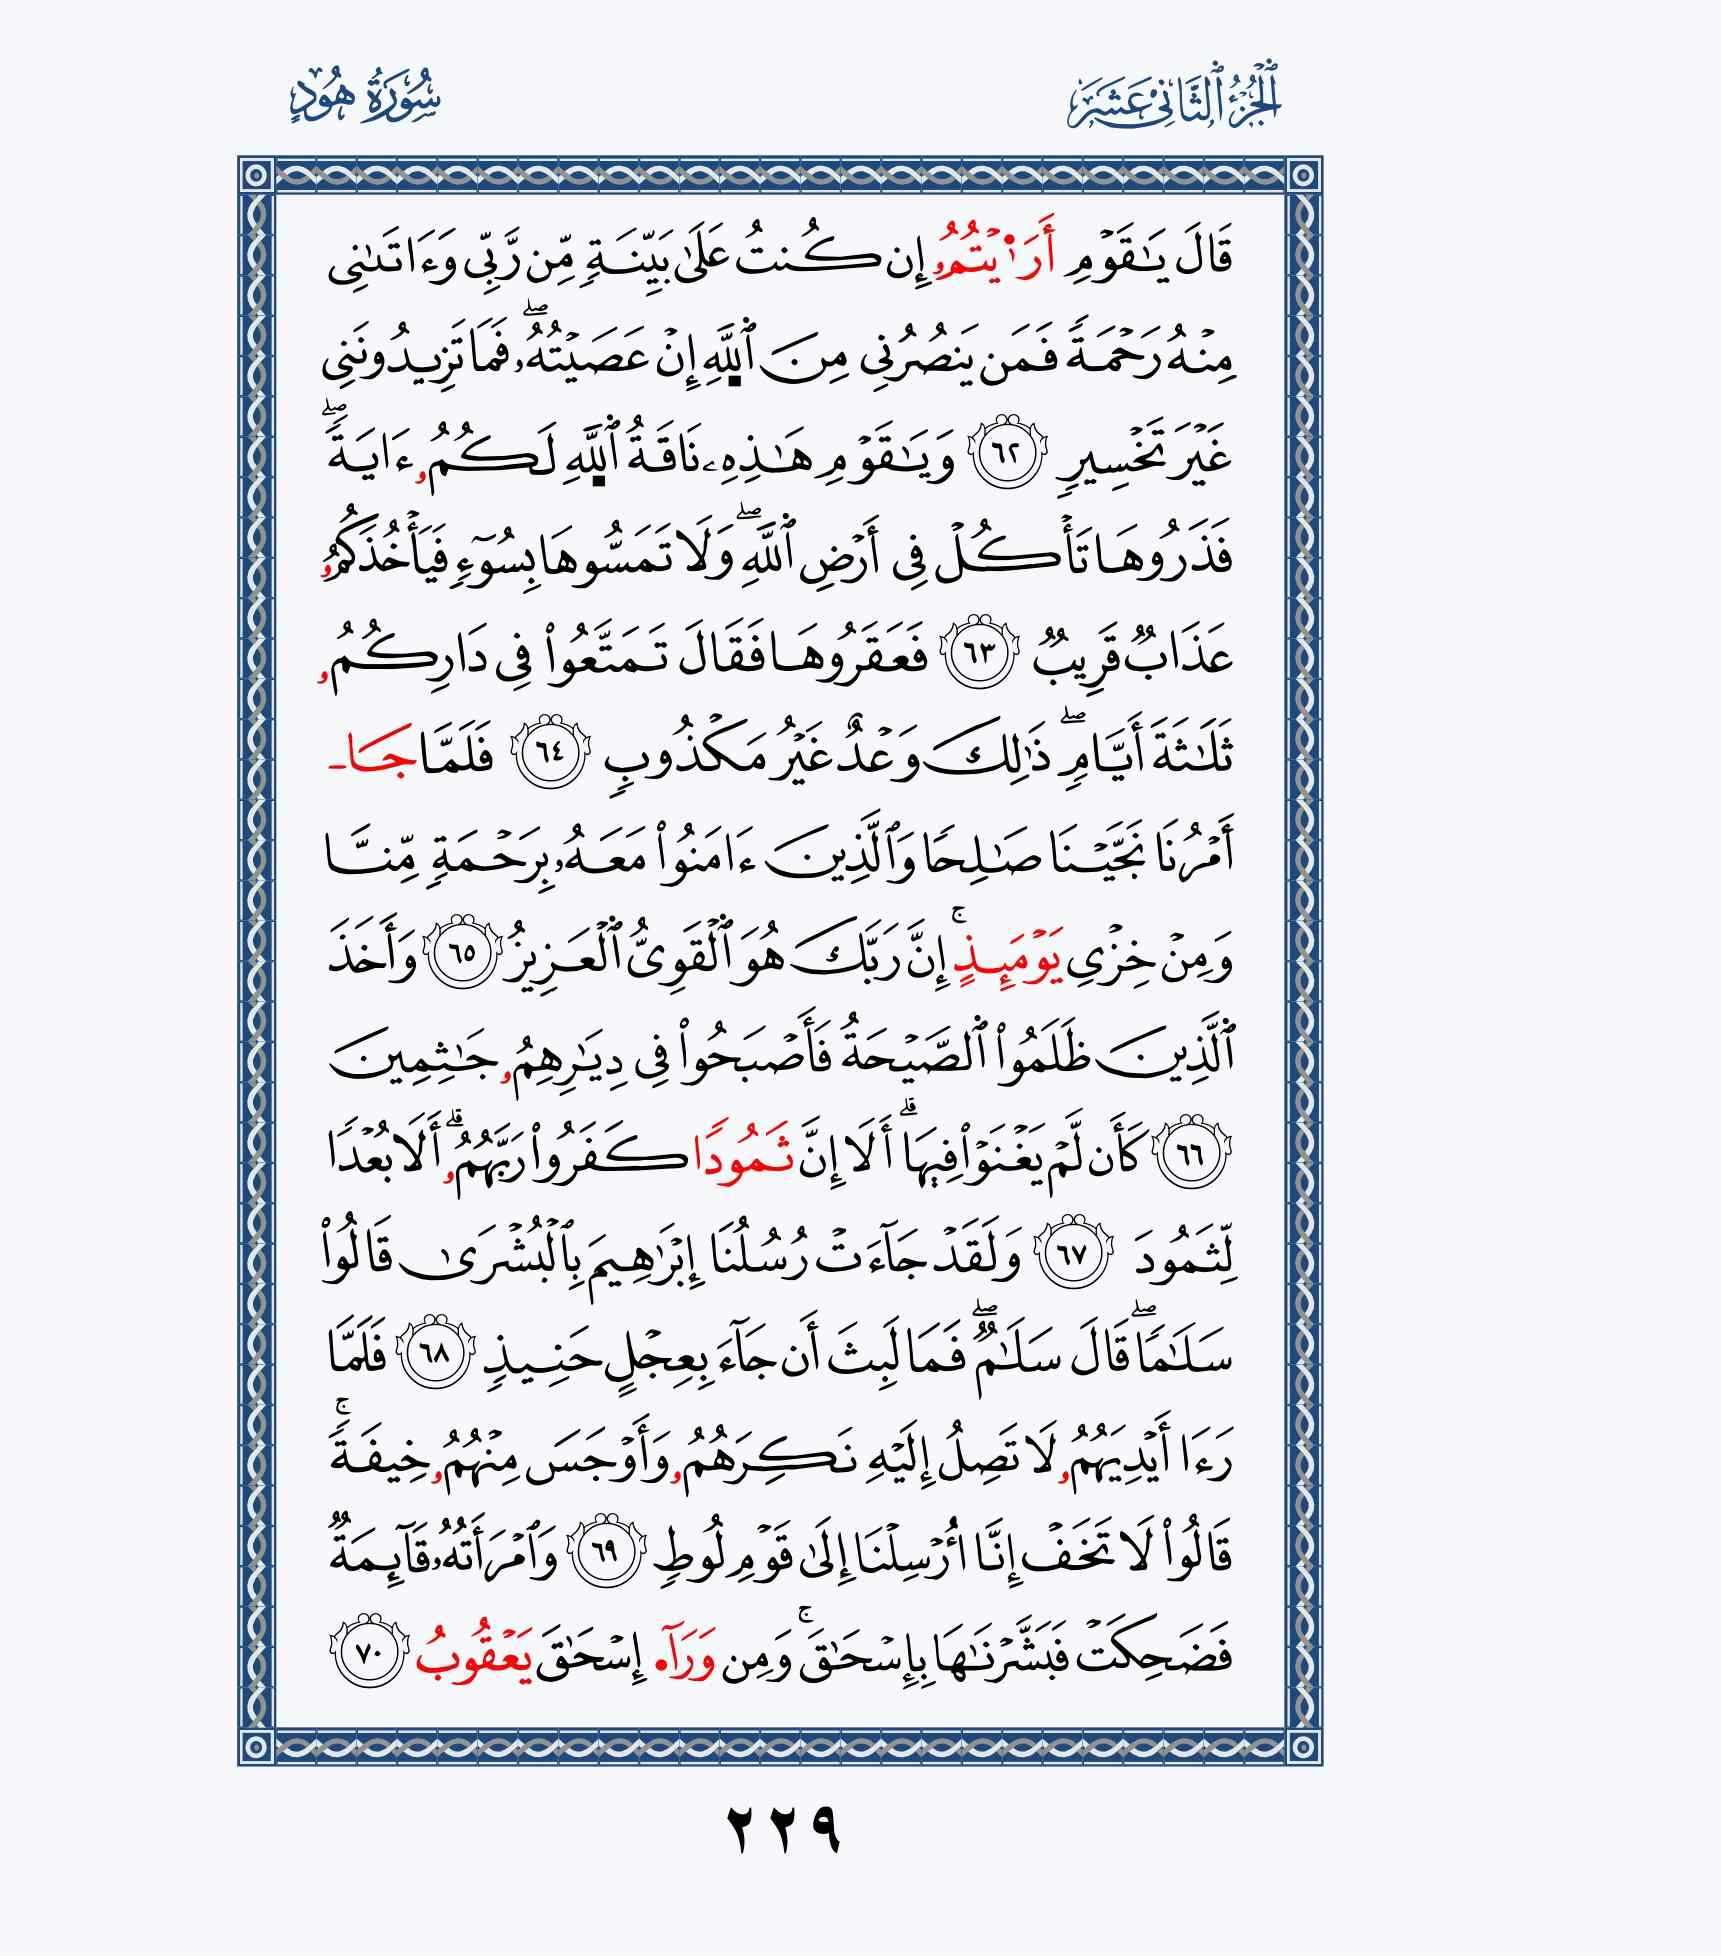 ٱلۡجُزۡءُ ٱلثَّانِي عَشَرَ
سُورَةُ هُودٍ
قَالَ يَٰقَوۡمِ أَرَءَيۡتُمُۥ إِن كُنتُ عَلَىٰ بَيِّنَةٖ مِّن رَّبِّي وَءَاتَىٰنِي
مِنۡهُ رَحۡمَةٗ فَمَن يَنصُرُنِي مِنَ ٱللَّهِ إِنۡ عَصَيۡتُهُۥۖ فَمَا تَزِيدُونَنِي
غَيۡرَ تَخۡسِيرٖ ٦٢ وَيَٰقَوۡمِ هَٰذِهِۦ نَاقَةُ ٱللَّهِ لَكُمُۥ ءَايَةٗۖ
فَذَرُوهَا تَأۡكُلۡ فِي أَرۡضِ ٱللَّهِۖ وَلَا تَمَسُّوهَا بِسُوٓءٖ فَيَأۡخُذَكُمُۥ
عَذَابٞ قَرِيبٞ ٦٣ فَعَقَرُوهَا فَقَالَ تَمَتَّعُواْ فِي دَارِكُمُۥ
ثَلَٰثَةَ أَيَّامٖۖ ذَٰلِكَ وَعۡدٌ غَيۡرُ مَكۡذُوبٖ ٦٤ فَلَمَّا جَا
أَمۡرُنَا نَجَّيۡنَا صَٰلِحٗا وَٱلَّذِينَ ءَامَنُواْ مَعَهُۥ بِرَحۡمَةٖ مِّنَّا
وَمِنۡ خِزۡيِ يَوۡمِئِذٍۚ إِنَّ رَبَّكَ هُوَ ٱلۡقَوِيُّ ٱلۡعَزِيزُ ٦٥ وَأَخَذَ
ٱلَّذِينَ ظَلَمُواْ ٱلصَّيۡحَةُ فَأَصۡبَحُواْ فِي دِيَٰرِهِمُۥ جَٰثِمِينَ
٦٦ كَأَن لَّمۡ يَغۡنَوۡاْ فِيهَاۗ أَلَا إِنَّ ثَمُودٗا كَفَرُواْ رَبَّهُمُۥۗ أَلَا بُعۡدٗا
لِّثَمُودَ ٦٧ وَلَقَدۡ جَآءَتۡ رُسُلُنَا إِبۡرَٰهِيمَ بِٱلۡبُشۡرَىٰ قَالُواْ
سَلَٰمٗاۖ قَالَ سَلَٰمٞۖ فَمَا لَبِثَ أَن جَآءَ بِعِجۡلٍ حَنِيذٖ ٦٨ فَلَمَّا
رَءَا أَيۡدِيَهُمُۥ لَا تَصِلُ إِلَيۡهِ نَكِرَهُمُۥ وَأَوۡجَسَ مِنۡهُمُۥ خِيفَةٗۚ
قَالُواْ لَا تَخَفۡ إِنَّا أُرۡسِلۡنَا إِلَىٰ قَوۡمِ لُوطٖ ٦٩ وَٱمۡرَأَتُهُۥ قَآئِمَةٞ
فَضَحِكَتۡ فَبَشَّرۡنَٰهَا بِإِسۡحَٰقَۚ وَمِن وَرَآءِ إِسۡحَٰقَ يَعۡقُوبُ ٧٠
٢٢٩